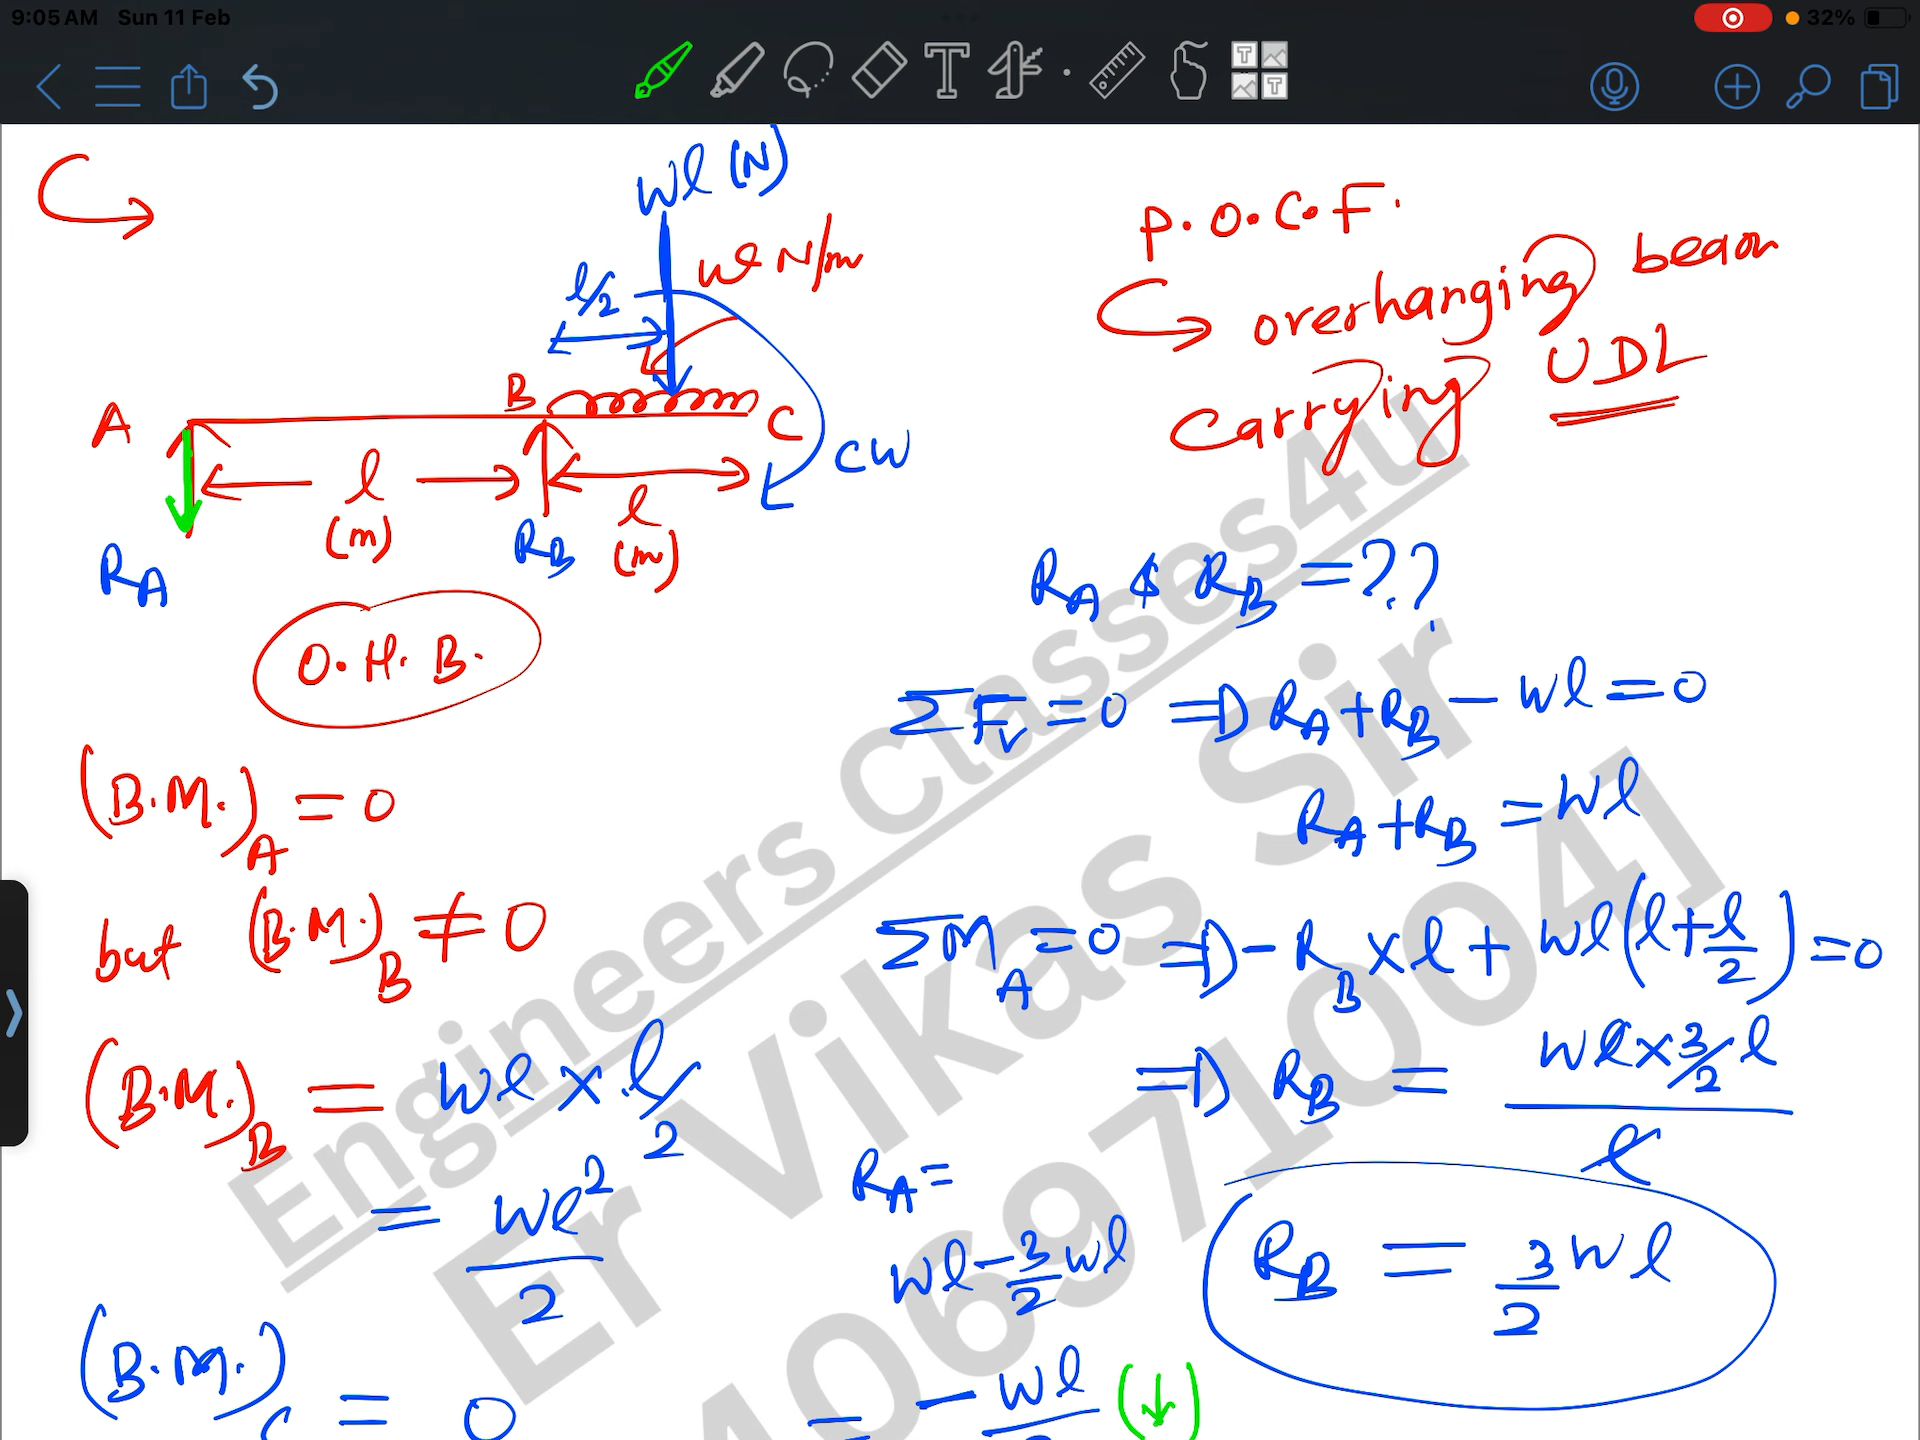 9:05 AM Sun 11 Feb
32%
Wl (N)
P.O.C.F.
w N/m
overhanging beam
l/2
carrying UDL
A
B
C
CW
l
(m)
l
(m)
RA
RB
RA & RB = ??
O.H.B.
ΣFv = 0 ⇒ RA + RB - Wl = 0
RA + RB = Wl
(B.M.)A = 0
but (B.M.)B ≠ 0
ΣMA = 0 ⇒ - RB × l + Wl (l + l/2) = 0
(B.M.)B = Wl × l/2
⇒ RB = Wl × 3/2 l / l
= Wl²/2
RA =
Wl - 3/2 Wl
RB = 3/2 Wl
(B.M.)C = 0
= - Wl/2 (↓)
Engineers Classes4u
Er Vikas Sir